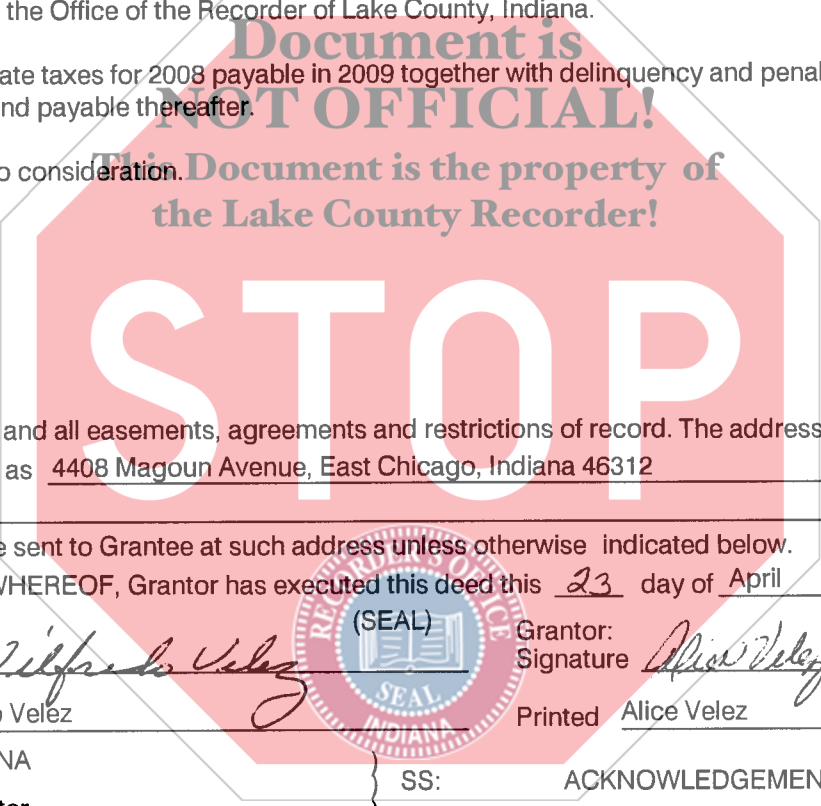 the Office of the Recorder of Lake County, Indiana.
Document is
ate taxes for 2008 payable in 2009 together with delinquency and penal
NOT OFFICIAL!
nd payable thereafter.
This Document is the property of
o consideration.
the Lake County Recorder!
STOP
and all easements, agreements and restrictions of record. The address
as 4408 Magoun Avenue, East Chicago, Indiana 46312
e sent to Grantee at such address unless otherwise indicated below.
WHEREOF, Grantor has executed this deed this 23 day of April
RECORDER'S OFFICE
(SEAL)
Grantor:
Wilfredo Velez
Signature Alice Velez
SEAL
INDIANA
o Velez
Printed Alice Velez
NA
SS: ACKNOWLEDGEMEN